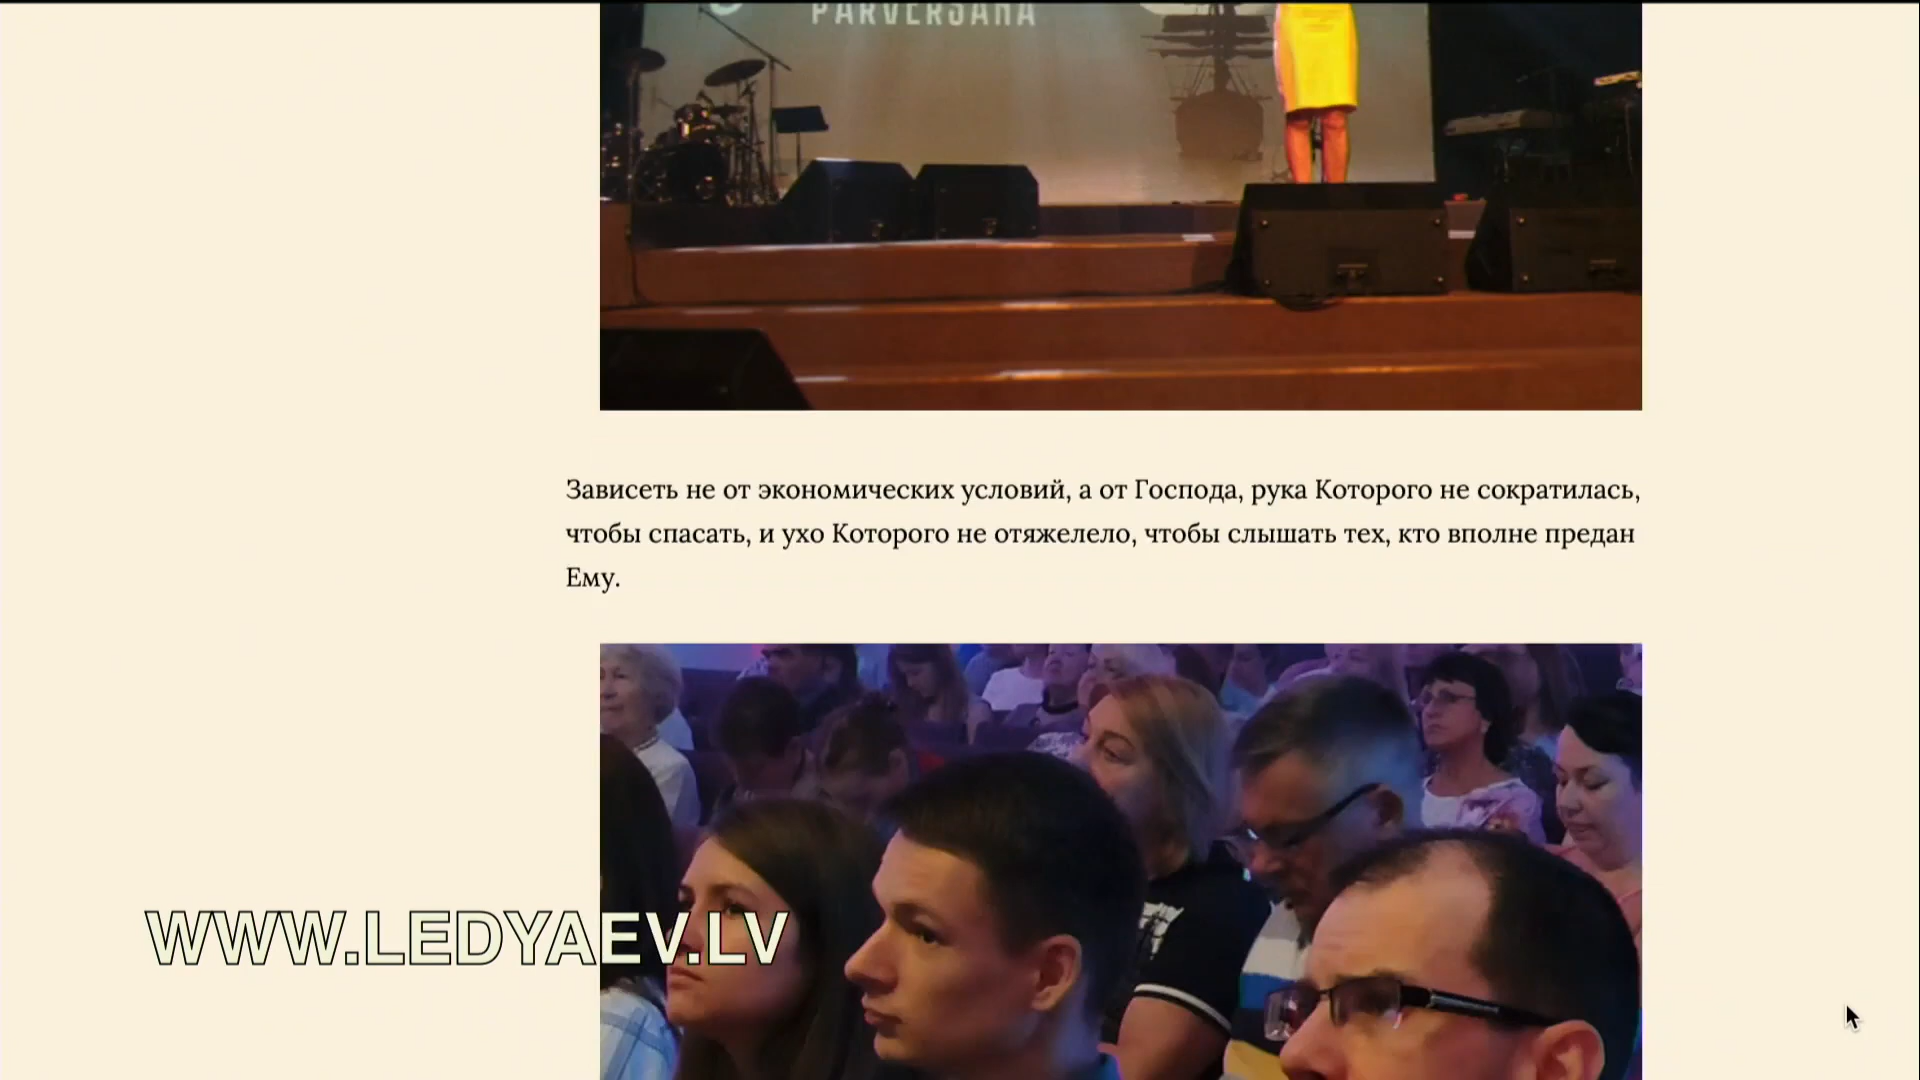 PARVERSANA
Зависеть не от экономических условий, а от Господа, рука Которого не сократилась,
чтобы спасать, и ухо Которого не отяжелело, чтобы слышать тех, кто вполне предан
Ему.
WWW.LEDYAEV.LV